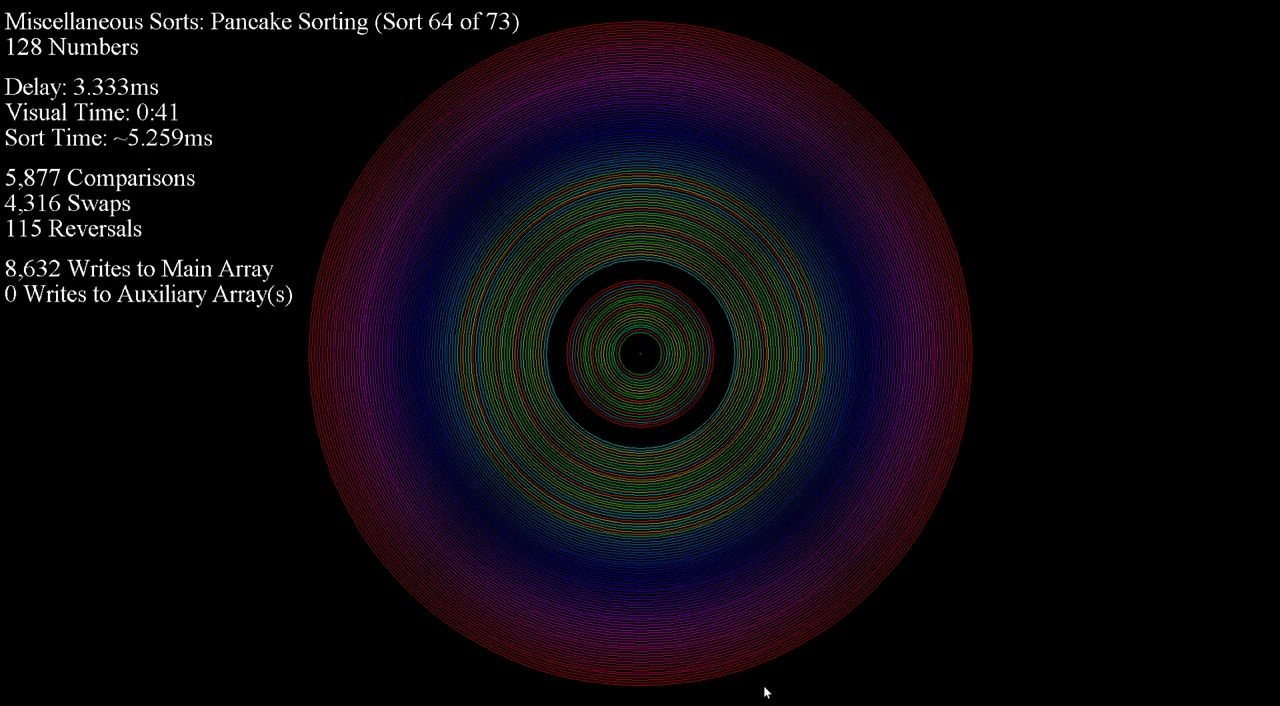 Miscellaneous Sorts: Pancake Sorting (Sort 64 of 73)
128 Numbers
Delay: 3.333ms
Visual Time: 0:41
Sort Time: ~5.259ms
5,877 Comparisons
4,316 Swaps
115 Reversals
8,632 Writes to Main Array
0 Writes to Auxiliary Array(s)